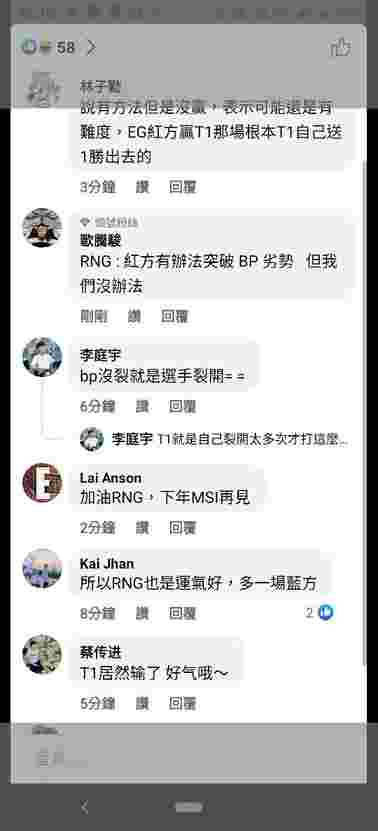 58
林子勤
說有方法但是沒贏，表示可能還是有
難度，EG紅方贏T1那場根本T1自己送
1勝出去的
3分鐘 讚 回覆
頭號粉絲
歐騰駿
RNG : 紅方有辦法突破 BP 劣勢 但我
們沒辦法
剛剛 讚 回覆
李庭宇
bp沒裂就是選手裂開= =
6分鐘 讚 回覆
李庭宇 T1就是自己裂開太多次才打這麼...
Lai Anson
加油RNG，下年MSI再見
2分鐘 讚 回覆
Kai Jhan
所以RNG也是運氣好，多一場藍方
8分鐘 讚 回覆 2
蔡传进
T1居然输了 好气哦～
5分鐘 讚 回覆